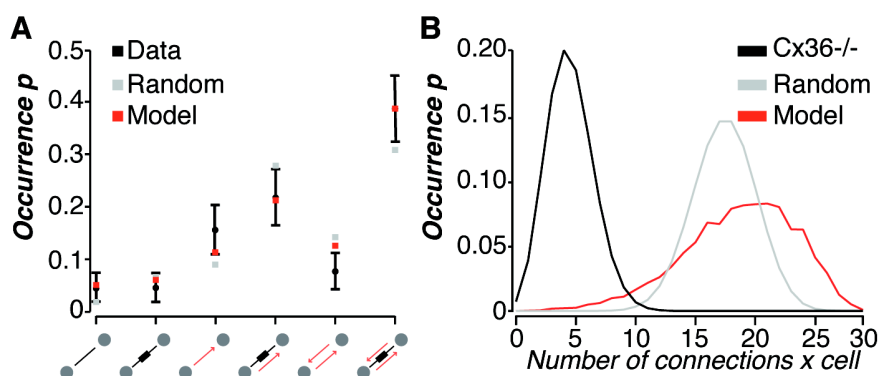 A
Occurrence p
0.5
0.4
0.3
0.2
0.1
0
Data
Random
Model
B
Occurrence p
0.20
0.15
0.10
0.05
0
Cx36-/-
Random
Model
0 5 10 15 20 25 30
Number of connections x cell